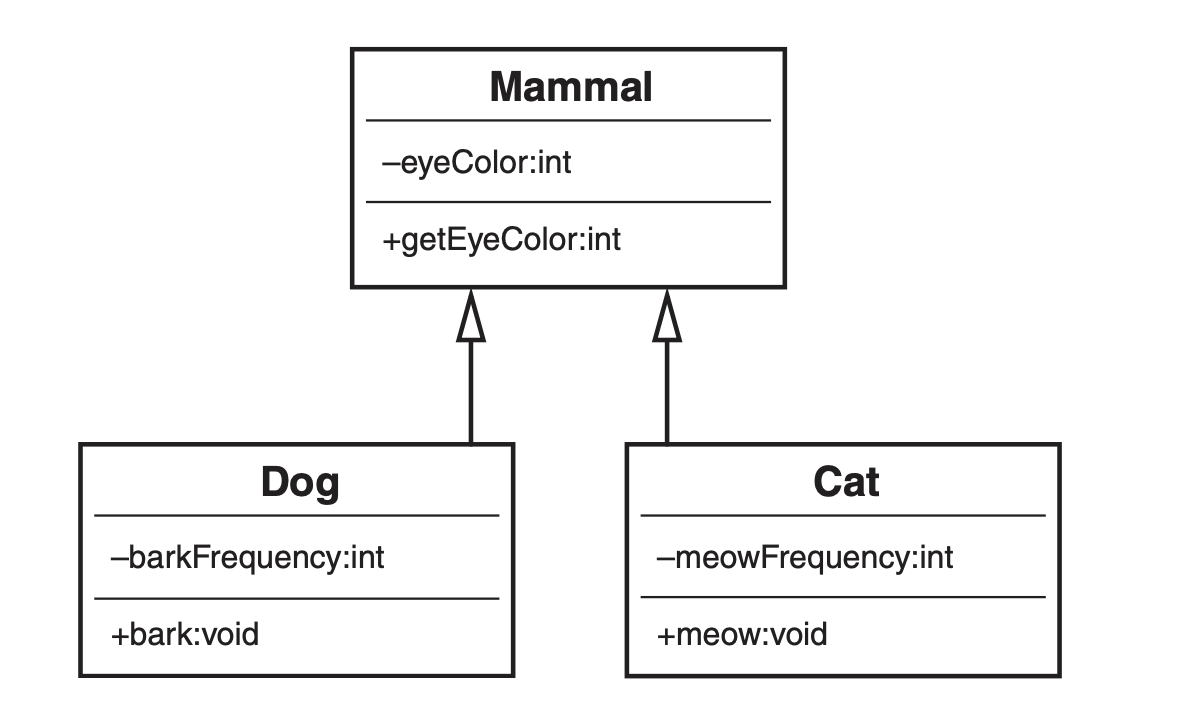 Mammal
–eyeColor:int
+getEyeColor:int
Dog
–barkFrequency:int
+bark:void
Cat
–meowFrequency:int
+meow:void